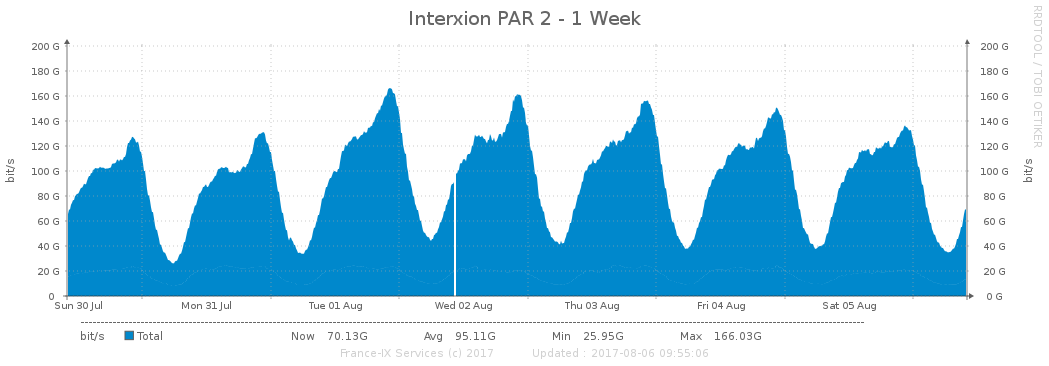 Interxion PAR 2 - 1 Week
RRDTOOL / TOBI OETIKER
bit/s
bit/s
200 G 200 G
180 G 180 G
160 G 160 G
140 G 140 G
120 G 120 G
100 G 100 G
80 G 80 G
60 G 60 G
40 G 40 G
20 G 20 G
0 0 G
Sun 30 Jul Mon 31 Jul Tue 01 Aug Wed 02 Aug Thu 03 Aug Fri 04 Aug Sat 05 Aug
bit/s Total Now 70.13G Avg 95.11G Min 25.95G Max 166.03G
France-IX Services (c) 2017 Updated : 2017-08-06 09:55:06